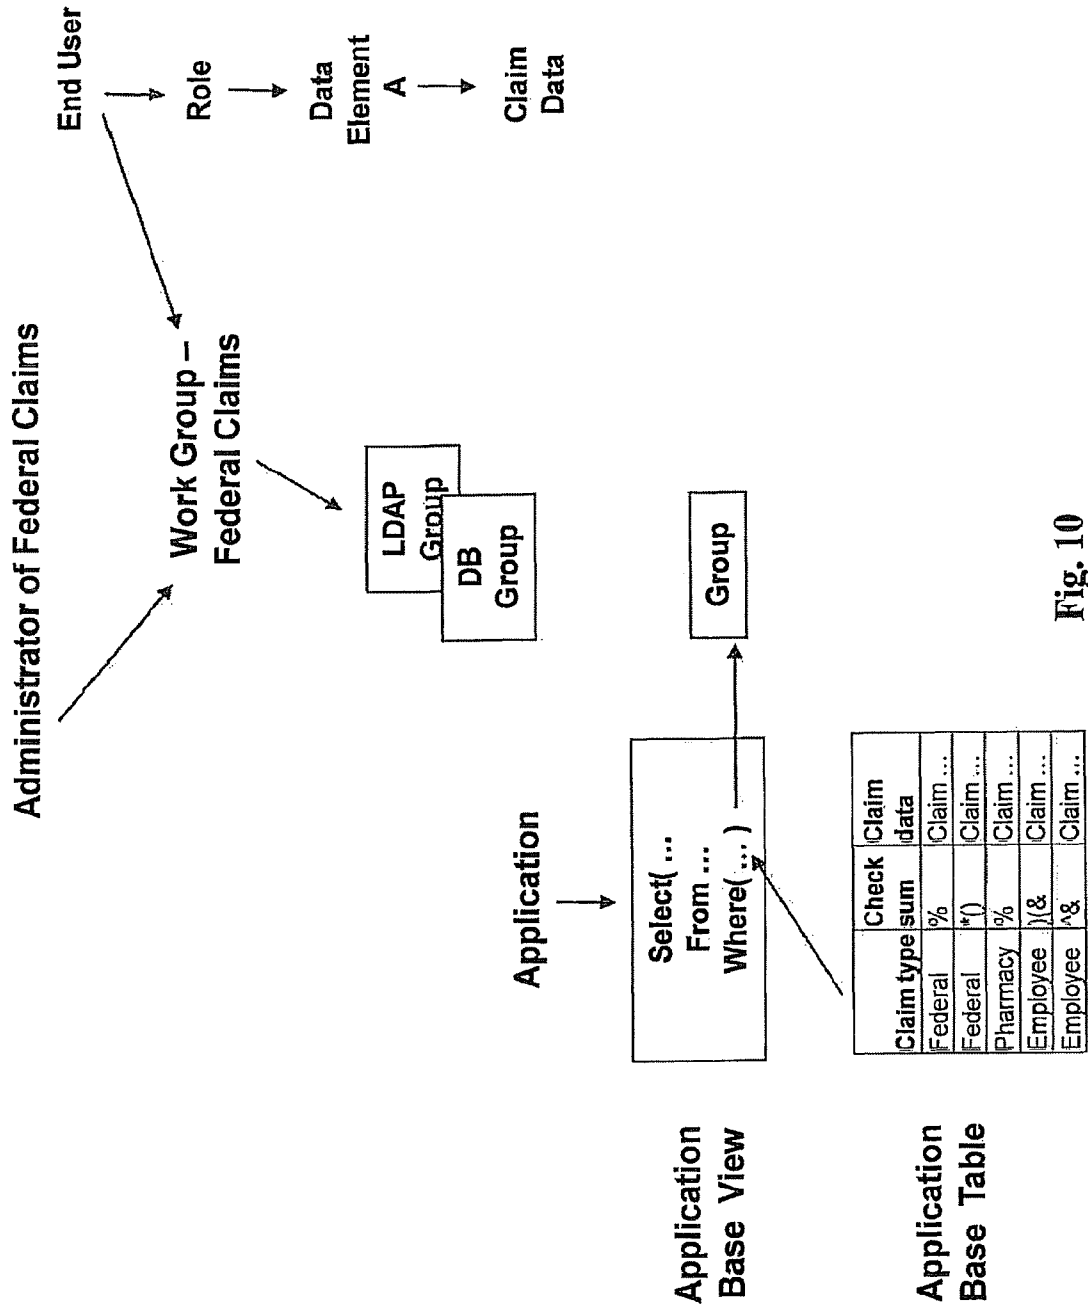 Administrator of Federal Claims
End User
Role
Data
Element
A
Claim
Data
Work Group –
Federal Claims
LDAP
Group
DB
Group
Application
Select( ...
From ...
Where( ... )
Group
Application
Base View
Application
Base Table
Claim type Check sum Claim data
Federal % Claim ...
Federal *() Claim ...
Pharmacy % Claim ...
Employee )(& Claim ...
Employee ^& Claim ...
Fig. 10